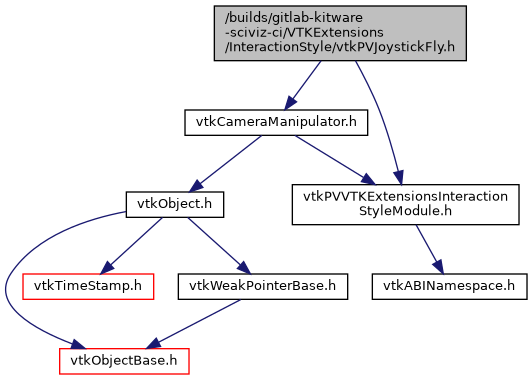 /builds/gitlab-kitware
-sciviz-ci/VTKExtensions
/InteractionStyle/vtkPVJoystickFly.h
vtkCameraManipulator.h
vtkObject.h
vtkPVVTKExtensionsInteraction
StyleModule.h
vtkTimeStamp.h
vtkWeakPointerBase.h
vtkABINamespace.h
vtkObjectBase.h